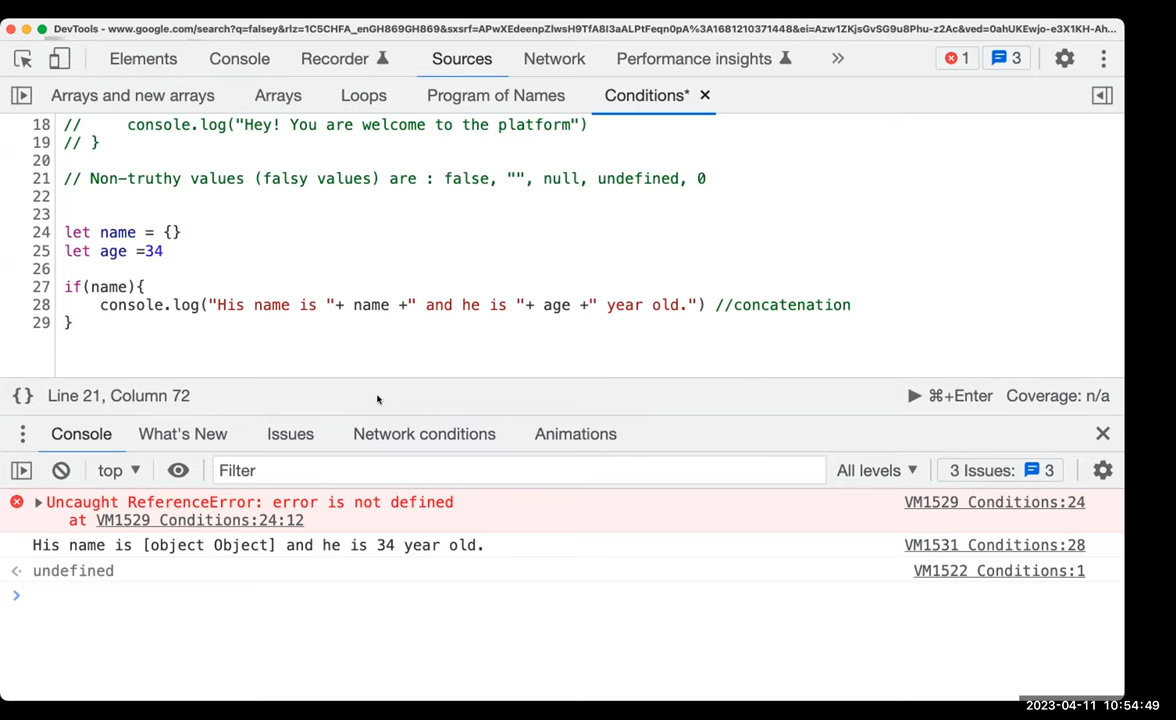 DevTools - www.google.com/search?q=falsey&rlz=1C5CHFA_enGH869GH869&sxsrf=APwXEdeenpZlwsH9TfA8I3aALPtFeqn0pA%3A1681210371448&ei=Azw1ZKjsGvSG9u8Phu-z2Ac&ved=0ahUKEwjo-e3X1KH-Ah...
Elements Console Recorder Sources Network Performance insights » 1 3
Arrays and new arrays Arrays Loops Program of Names Conditions* ×
18 // console.log("Hey! You are welcome to the platform")
19 // }
20
21 // Non-truthy values (falsy values) are : false, "", null, undefined, 0
22
23
24 let name = {}
25 let age =34
26
27 if(name){
28 console.log("His name is "+ name +" and he is "+ age +" year old.") //concatenation
29 }
{} Line 21, Column 72 ⌘+Enter Coverage: n/a
Console What's New Issues Network conditions Animations
top Filter All levels 3 Issues: 3
Uncaught ReferenceError: error is not defined VM1529 Conditions:24
at VM1529 Conditions:24:12
His name is [object Object] and he is 34 year old. VM1531 Conditions:28
undefined VM1522 Conditions:1
2023-04-11 10:54:49